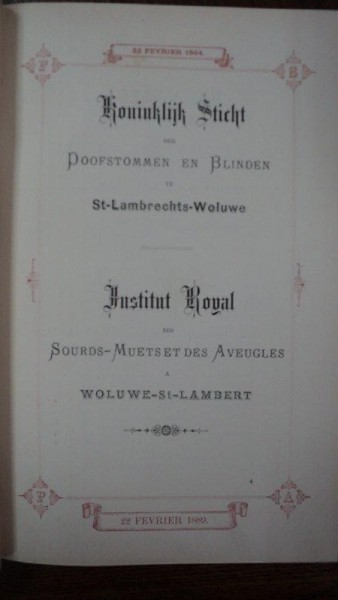 22 FEVRIER 1864.
F
B
Koninklijk Sticht
DER
DOOFSTOMMEN EN BLINDEN
TE
St-Lambrechts-Woluwe
Institut Royal
DES
SOURDS-MUETS ET DES AVEUGLES
A
WOLUWE-St-LAMBERT
P
A
22 FEVRIER 1889.